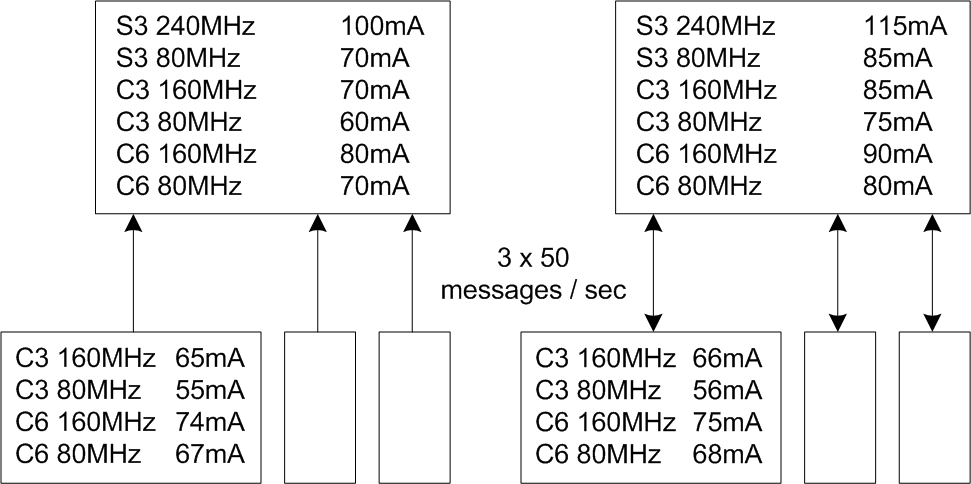 S3 240MHz 100mA
S3 80MHz 70mA
C3 160MHz 70mA
C3 80MHz 60mA
C6 160MHz 80mA
C6 80MHz 70mA
S3 240MHz 115mA
S3 80MHz 85mA
C3 160MHz 85mA
C3 80MHz 75mA
C6 160MHz 90mA
C6 80MHz 80mA
3 x 50
messages / sec
C3 160MHz 65mA
C3 80MHz 55mA
C6 160MHz 74mA
C6 80MHz 67mA
C3 160MHz 66mA
C3 80MHz 56mA
C6 160MHz 75mA
C6 80MHz 68mA